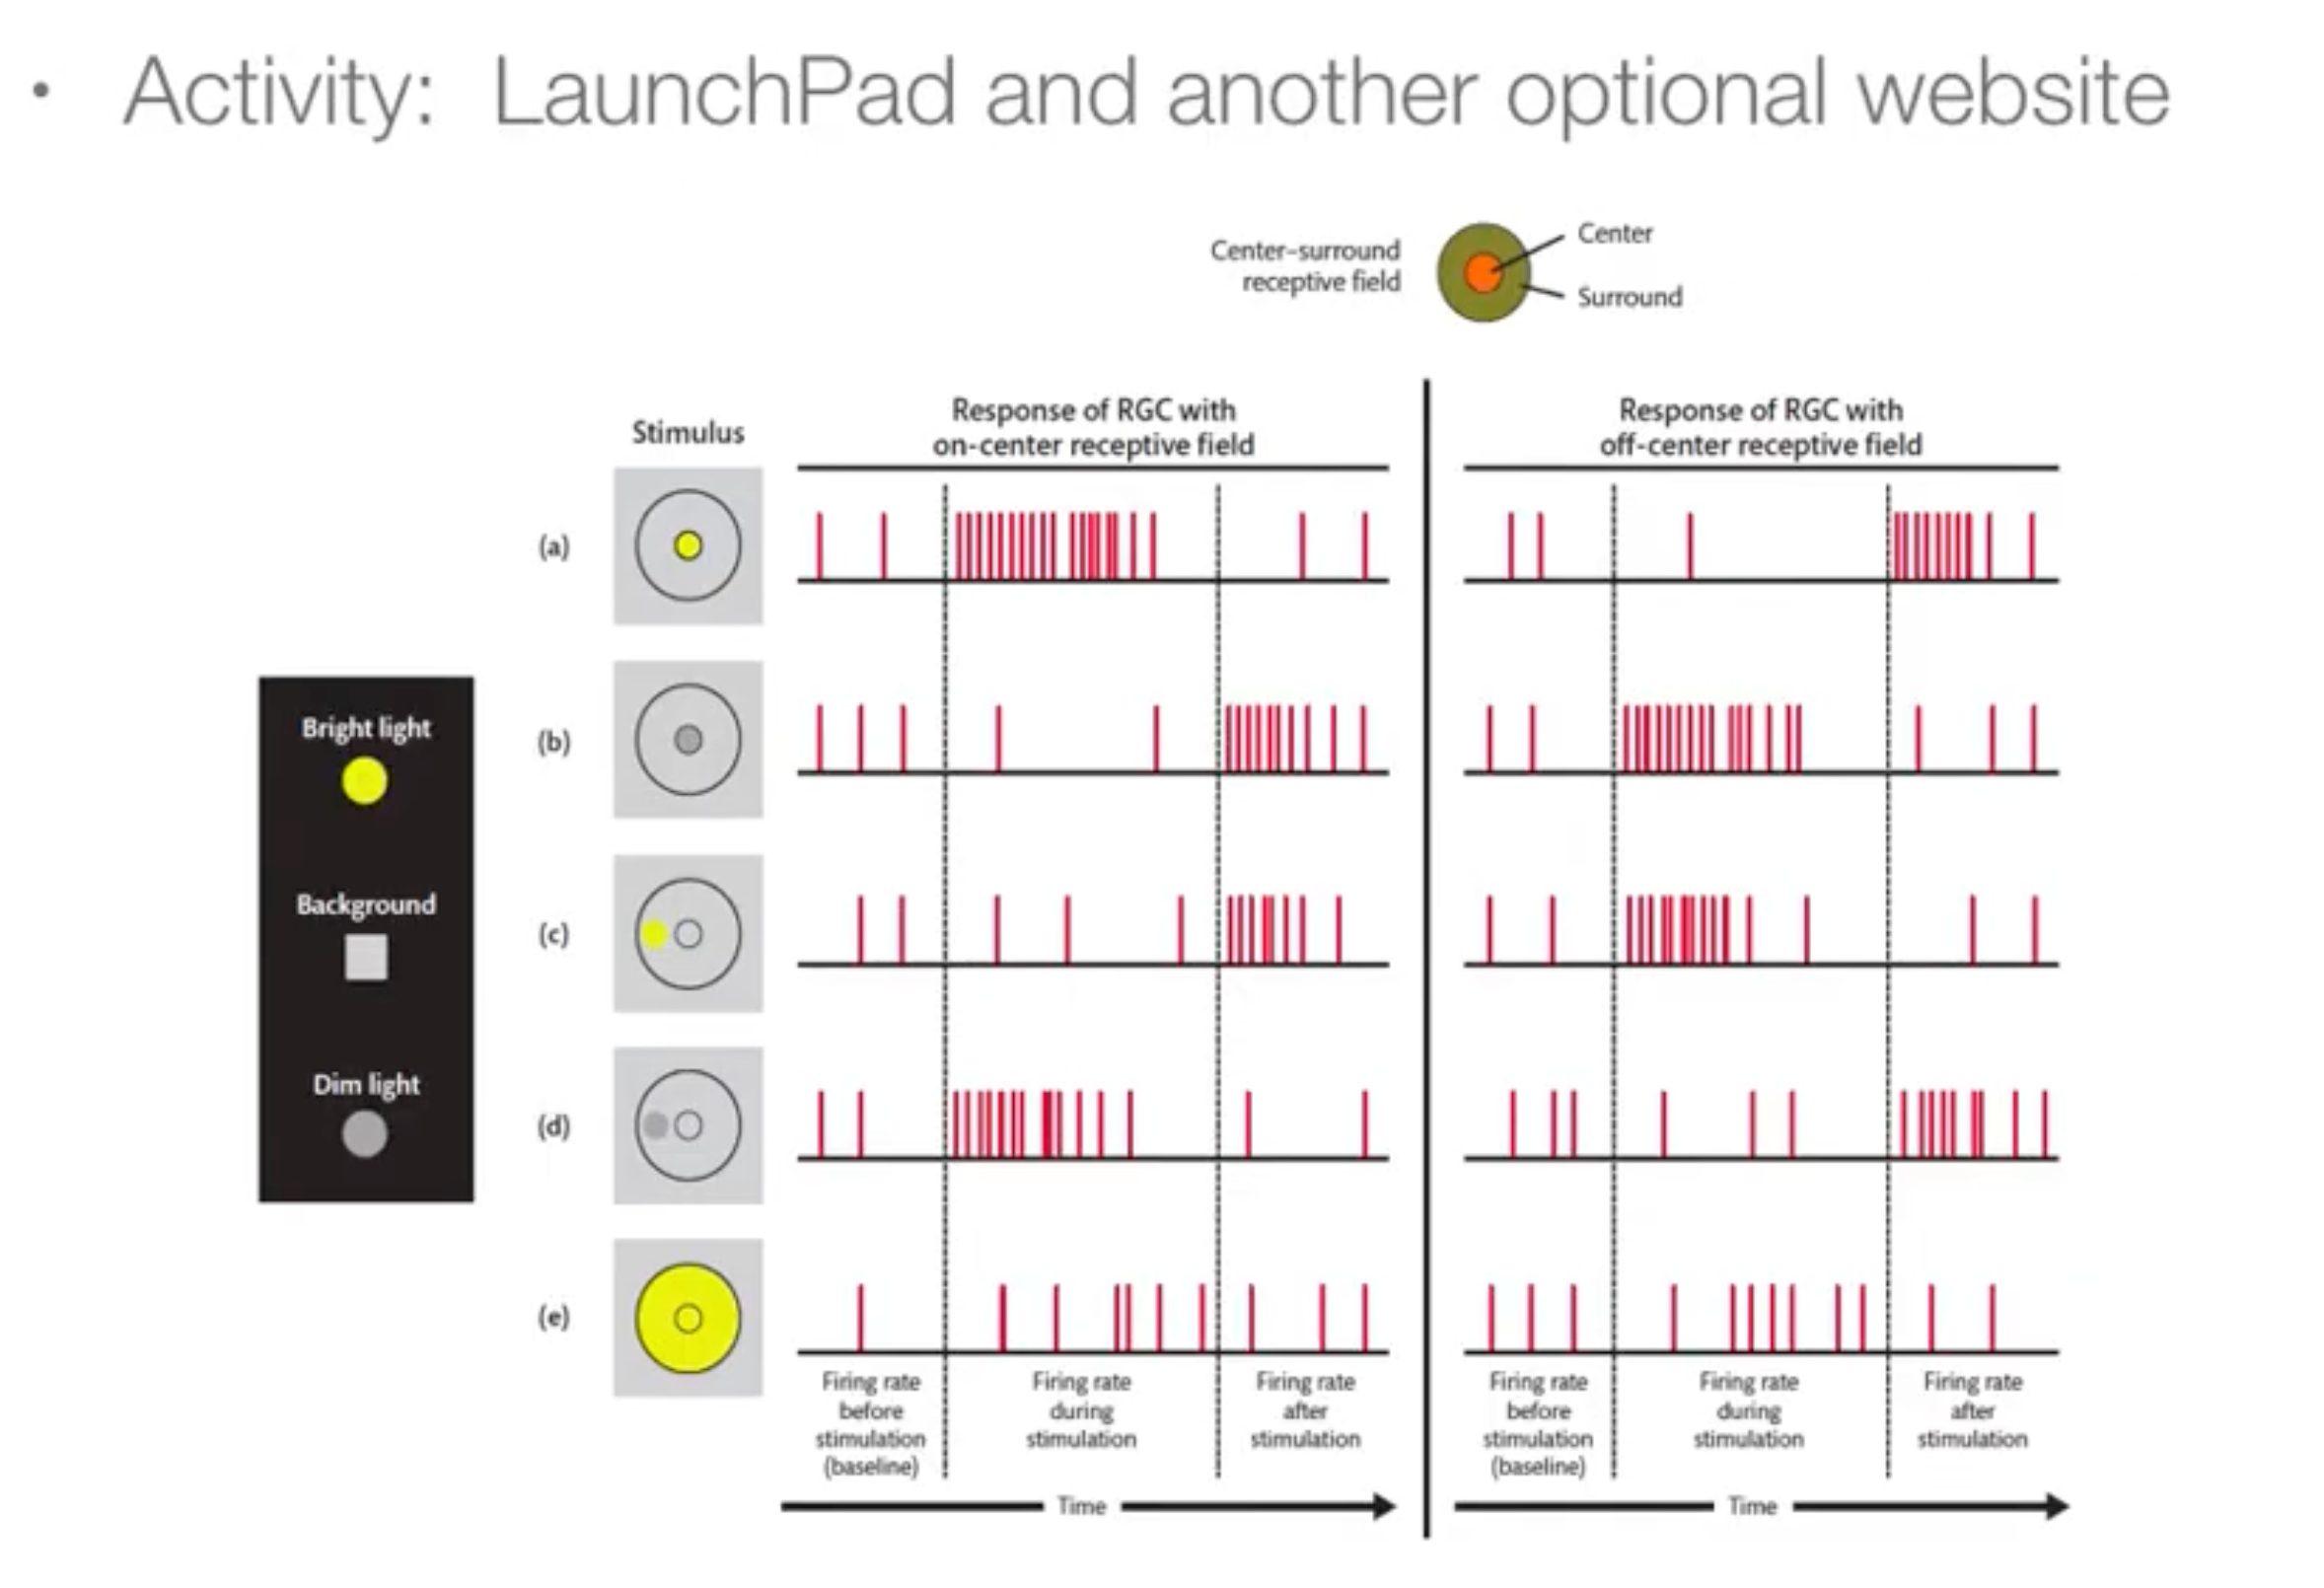 • Activity: LaunchPad and another optional website
Center–surround
receptive field
Center
Surround
Stimulus
Response of RGC with
on-center receptive field
Response of RGC with
off-center receptive field
(a)
(b)
(c)
(d)
(e)
Bright light
Background
Dim light
Firing rate
before
stimulation
(baseline)
Firing rate
during
stimulation
Firing rate
after
stimulation
Firing rate
before
stimulation
(baseline)
Firing rate
during
stimulation
Firing rate
after
stimulation
Time
Time